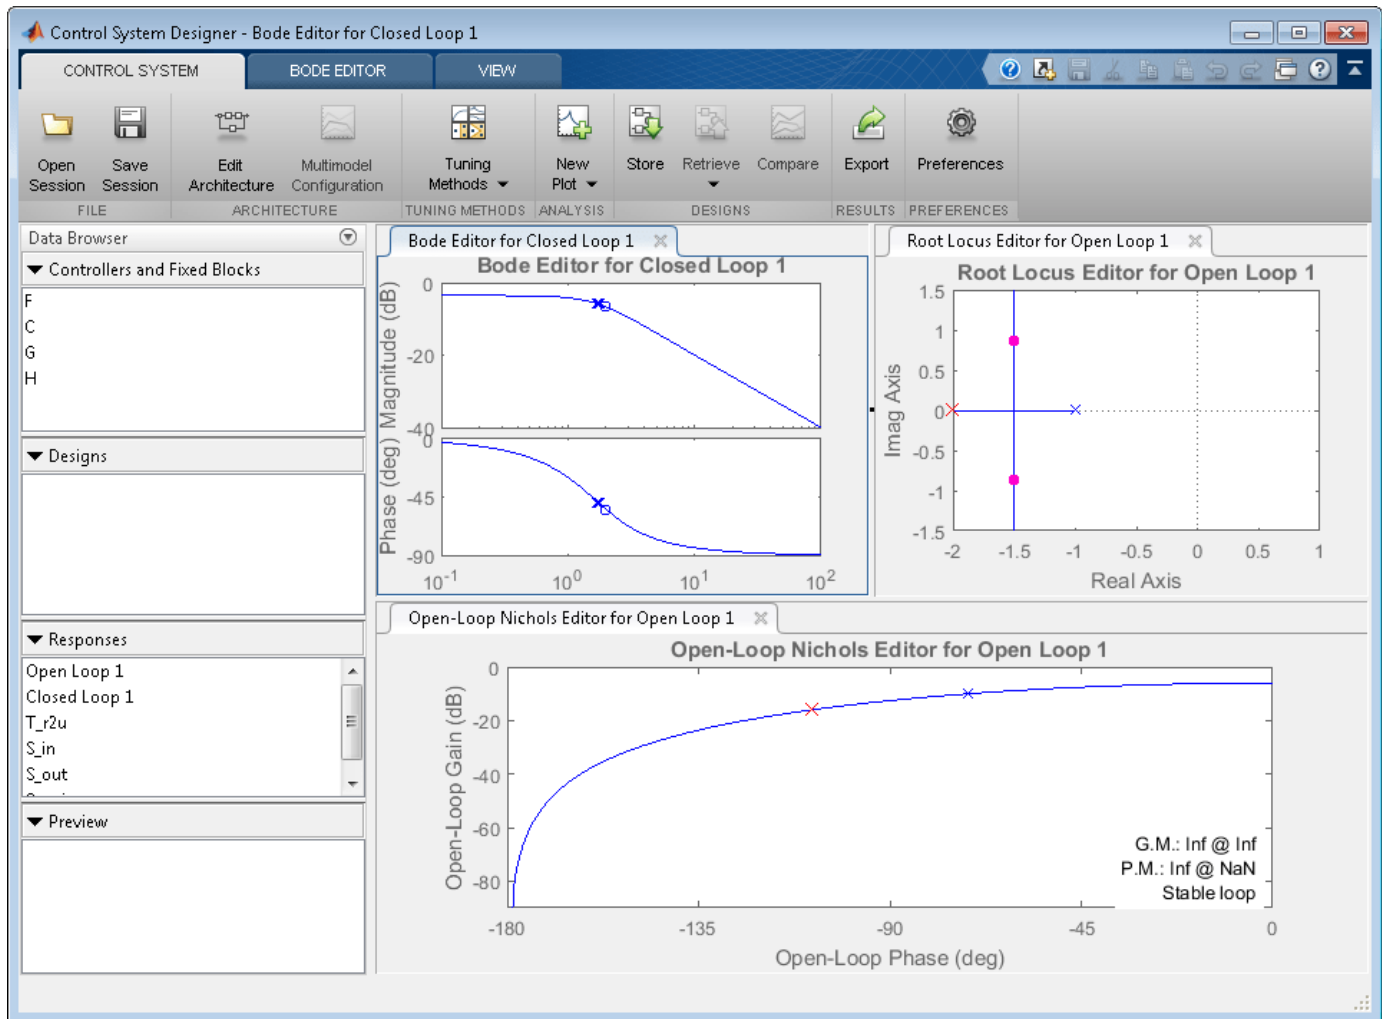 Control System Designer - Bode Editor for Closed Loop 1
CONTROL SYSTEM BODE EDITOR VIEW
Open Session
Save Session
Edit Architecture
Multimodel Configuration
Tuning Methods
New Plot
Store
Retrieve
Compare
Export
Preferences
FILE ARCHITECTURE TUNING METHODS ANALYSIS DESIGNS RESULTS PREFERENCES
Data Browser
Controllers and Fixed Blocks
F
C
G
H
Designs
Responses
Open Loop 1
Closed Loop 1
T_r2u
S_in
S_out
Preview
Bode Editor for Closed Loop 1
Bode Editor for Closed Loop 1
Magnitude (dB)
0
-20
-40
Phase (deg)
0
-45
-90
10^-1 10^0 10^1 10^2
Root Locus Editor for Open Loop 1
Root Locus Editor for Open Loop 1
Imag Axis
1.5
1
0.5
0
-0.5
-1
-1.5
-2 -1.5 -1 -0.5 0 0.5 1
Real Axis
Open-Loop Nichols Editor for Open Loop 1
Open-Loop Nichols Editor for Open Loop 1
Open-Loop Gain (dB)
0
-20
-40
-60
-80
G.M.: Inf @ Inf
P.M.: Inf @ NaN
Stable loop
-180 -135 -90 -45 0
Open-Loop Phase (deg)